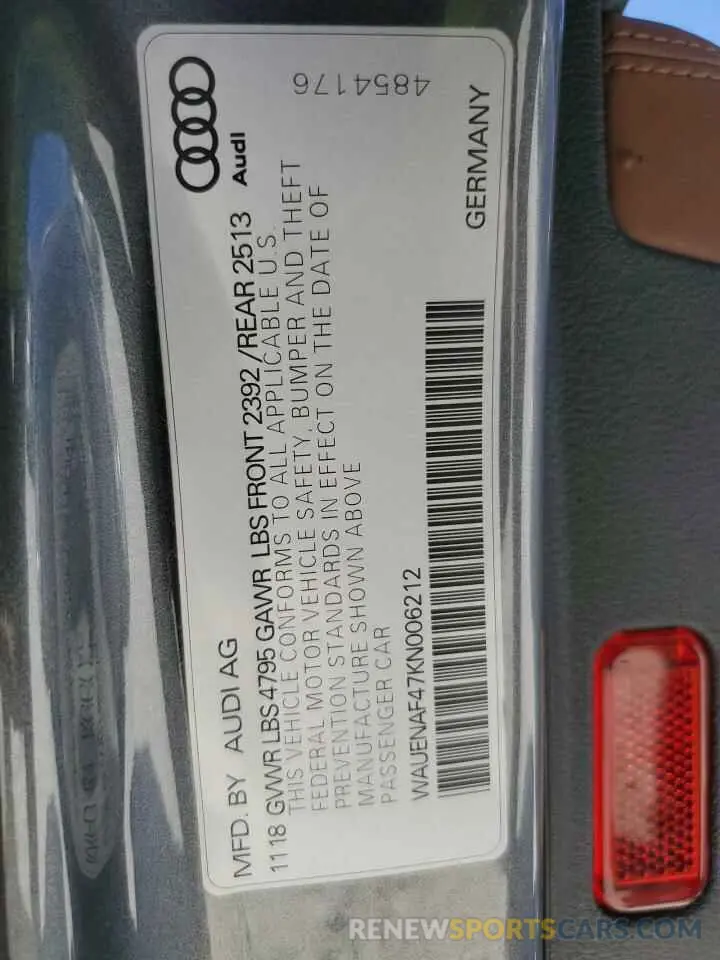 MFD. BY AUDI AG
Audi
11 18 GVWR LBS 4795 GAWR LBS FRONT 2392 /REAR 2513
THIS VEHICLE CONFORMS TO ALL APPLICABLE U.S.
FEDERAL MOTOR VEHICLE SAFETY, BUMPER AND THEFT
PREVENTION STANDARDS IN EFFECT ON THE DATE OF
MANUFACTURE SHOWN ABOVE
PASSENGER CAR
WAUENAF47KN006212
GERMANY
4854176
RENEWSPORTSCARS.COM